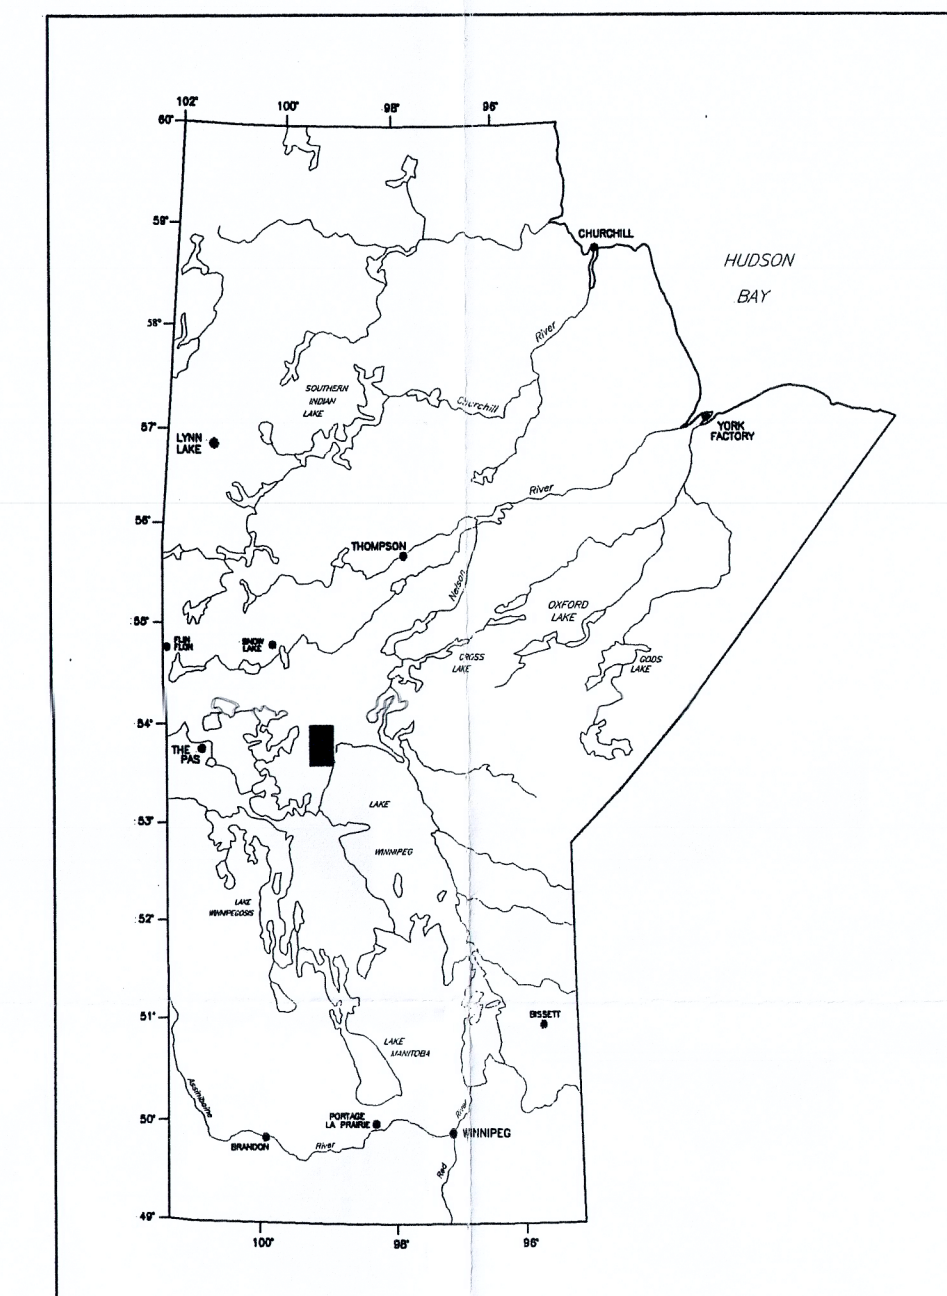 102° 100° 98° 96°
60°
59°
CHURCHILL
HUDSON
BAY
58°
River
SOUTHERN
INDIAN
LAKE
Churchill
57°
LYNN
LAKE
YORK
FACTORY
River
56°
THOMPSON
Nelson
OXFORD
LAKE
55°
FLIN
FLON
SNOW
LAKE
CROSS
LAKE
GODS
LAKE
54°
THE
PAS
LAKE
53°
WINNIPEG
LAKE
WINNIPEGOSIS
52°
51°
BISSETT
LAKE
MANITOBA
Assiniboine
River
50°
PORTAGE
LA PRAIRIE
WINNIPEG
BRANDON
River
Red
49°
100° 98° 96°